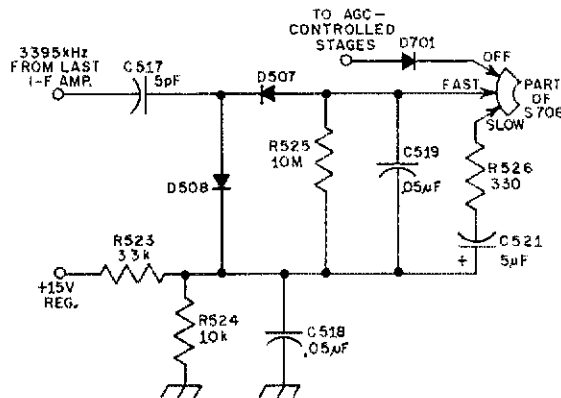 TO AGC-
CONTROLLED
STAGES
D701
OFF
3395kHz
FROM LAST
I-F AMP.
C517
5pF
D507
FAST
PART
OF
S706
SLOW
R525
10M
C519
.05µF
R526
330
D508
C521
5µF
+
R523
33k
+15V
REG.
R524
10k
C518
.05µF